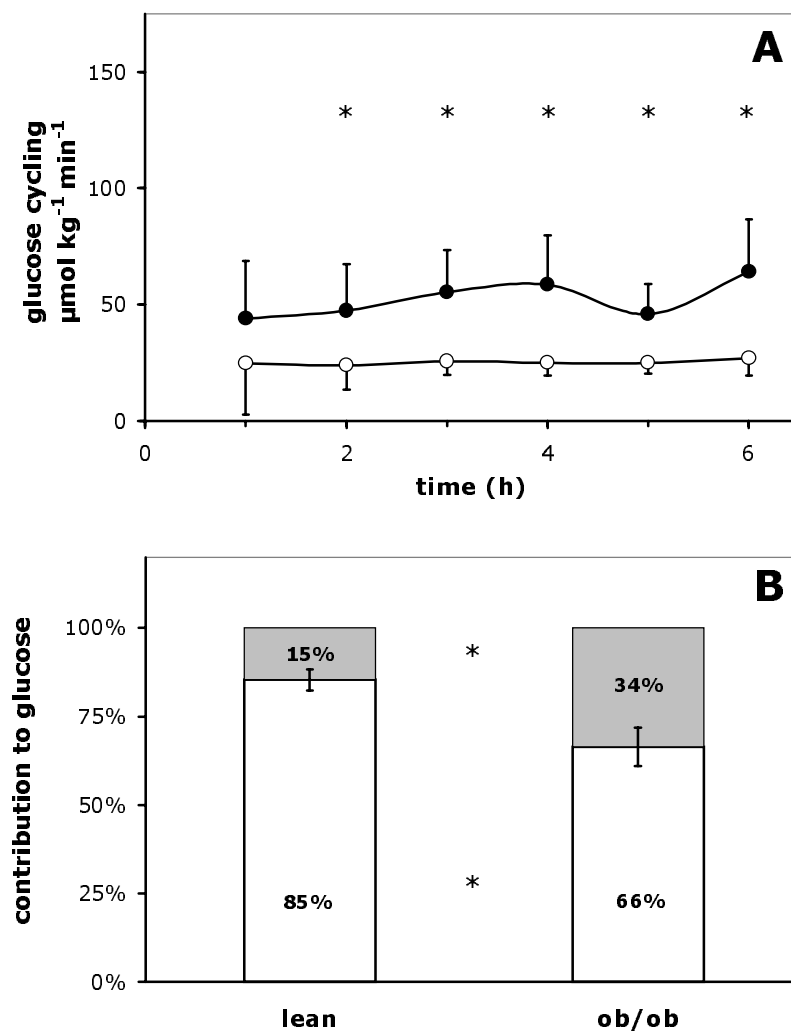 A
150
* * * * *
100
50
0
glucose cycling
µmol kg⁻¹ min⁻¹
0 2 4 6
time (h)
B
100%
75%
50%
25%
0%
contribution to glucose
15%
*
34%
85%
*
66%
lean ob/ob